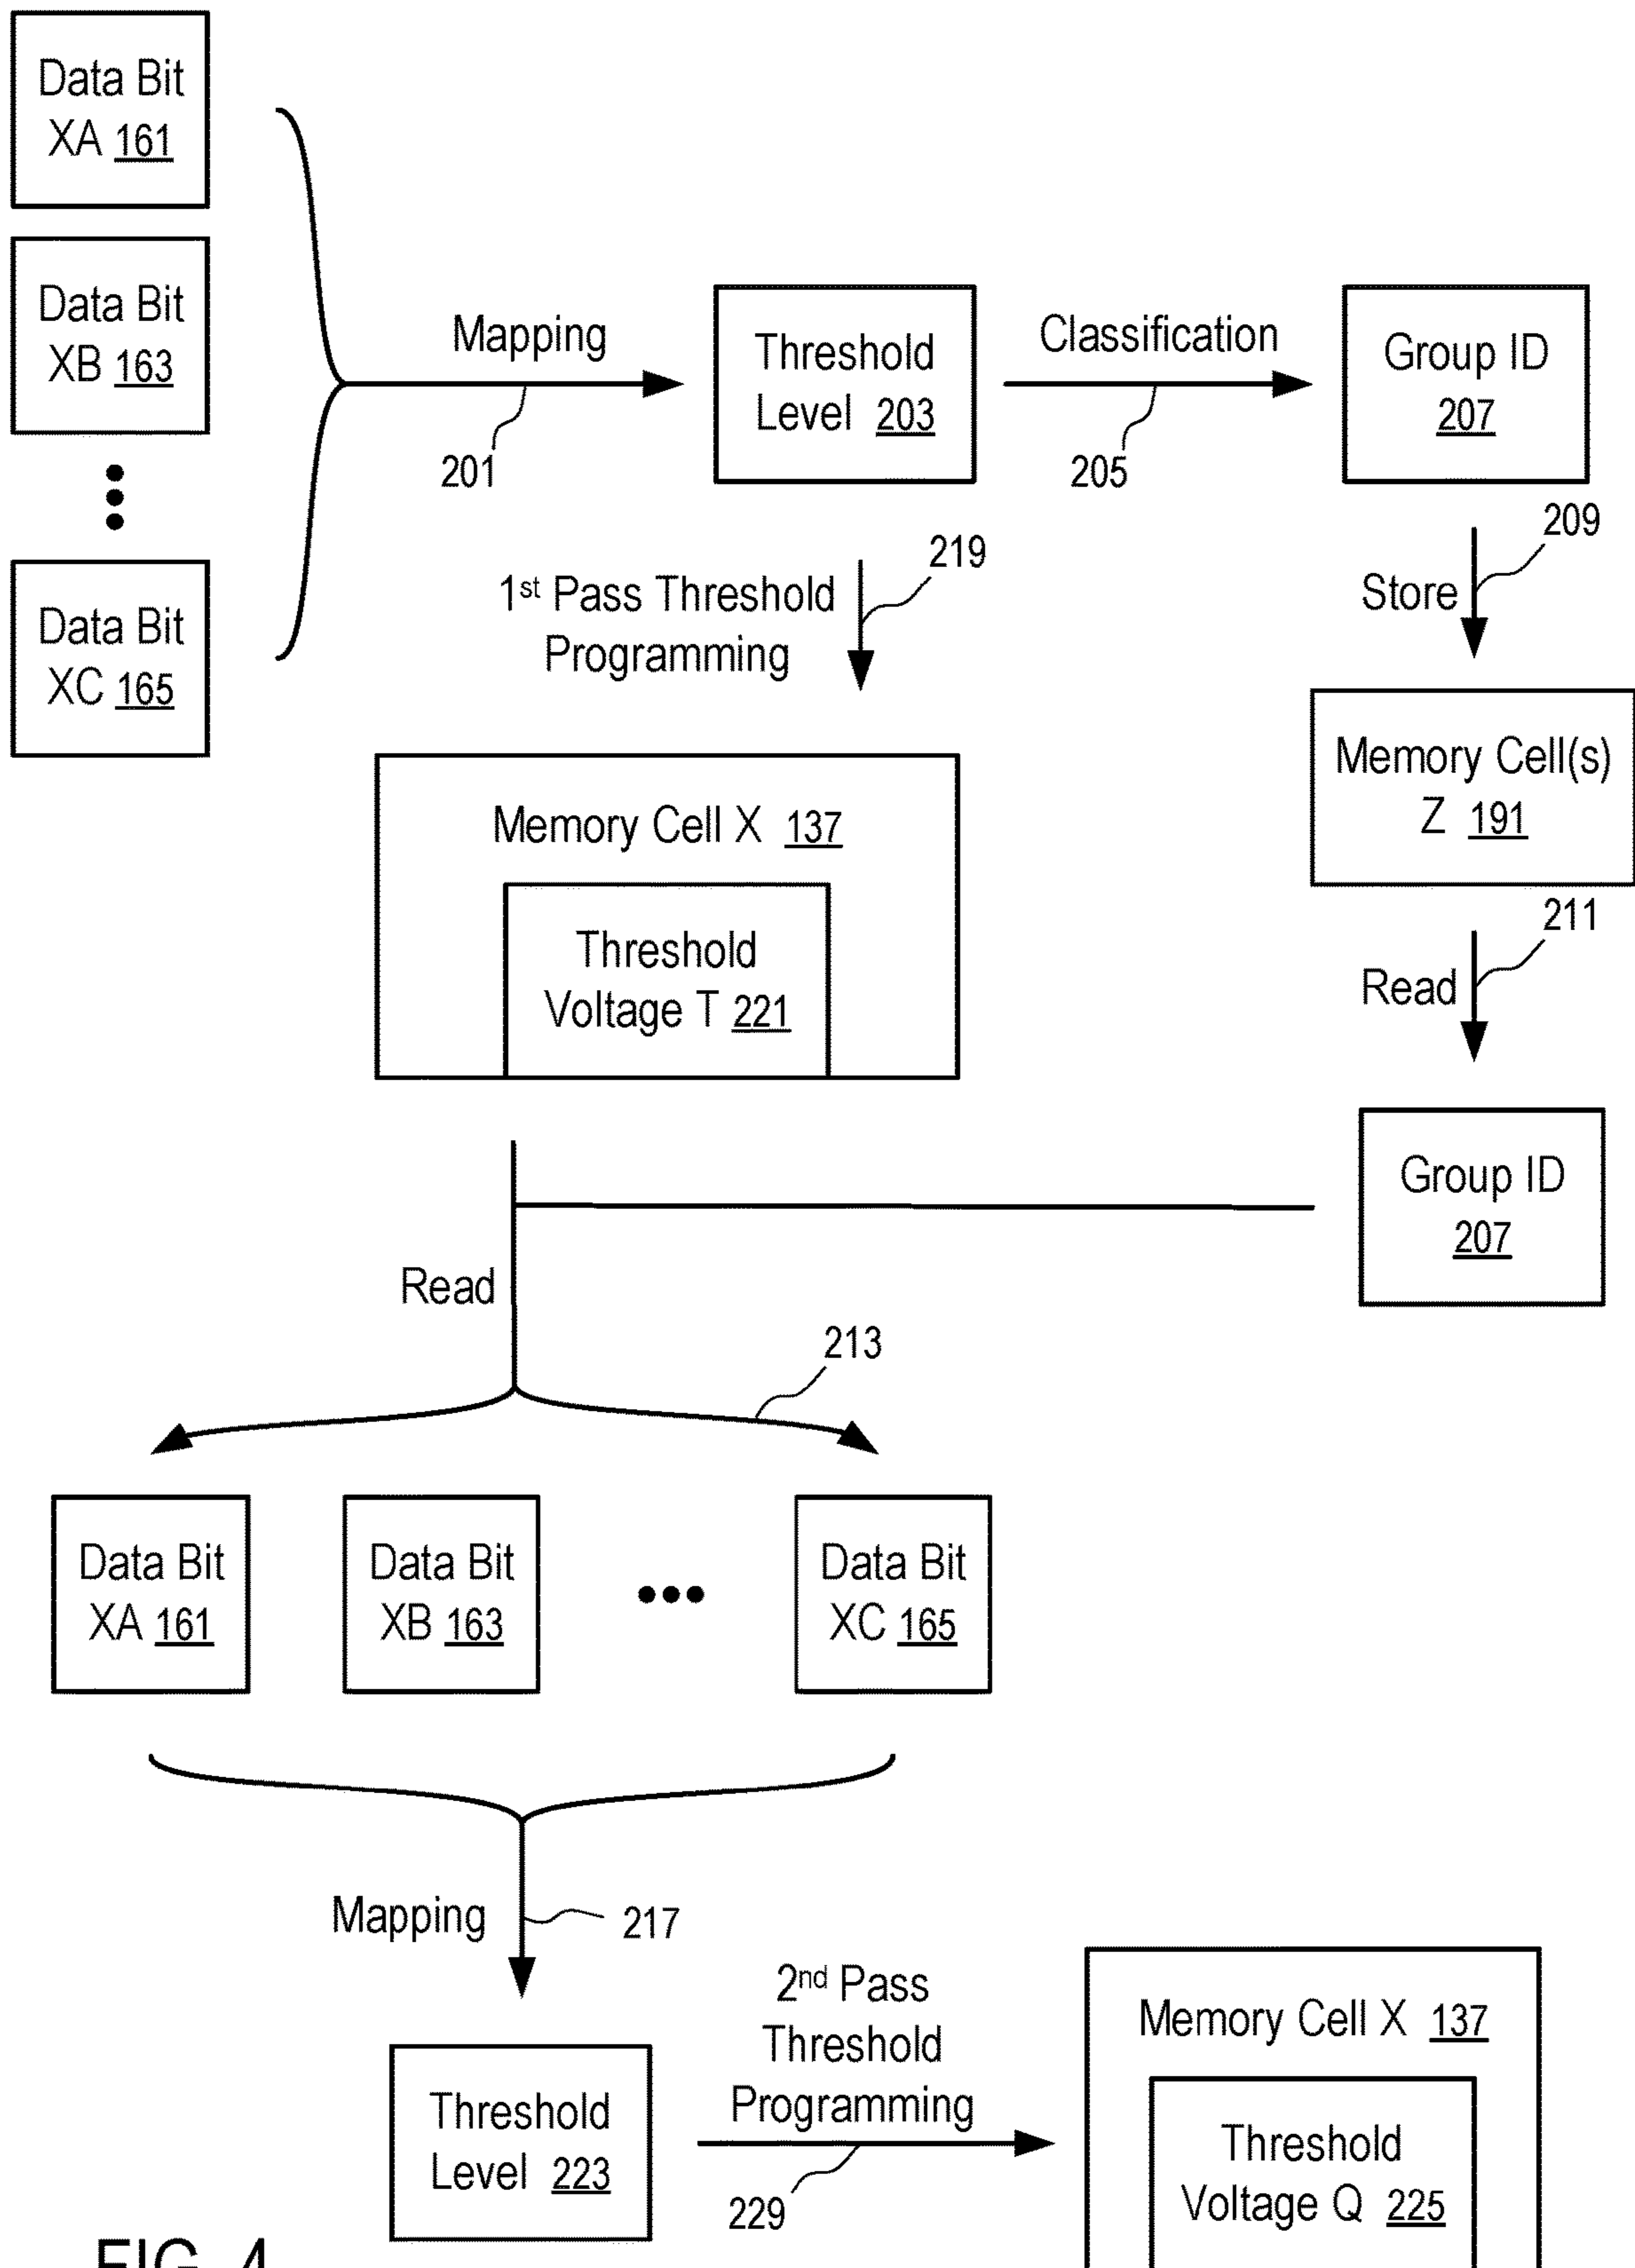 Data Bit
XA 161
Data Bit
XB 163
Data Bit
XC 165
Mapping
201
Threshold
Level 203
Classification
205
Group ID
207
209
Store
219
1st Pass Threshold
Programming
Memory Cell X 137
Threshold
Voltage T 221
Memory Cell(s)
Z 191
211
Read
Group ID
207
Read
213
Data Bit
XA 161
Data Bit
XB 163
Data Bit
XC 165
Mapping
217
Threshold
Level 223
2nd Pass
Threshold
Programming
229
Memory Cell X 137
Threshold
Voltage Q 225
FIG. 4